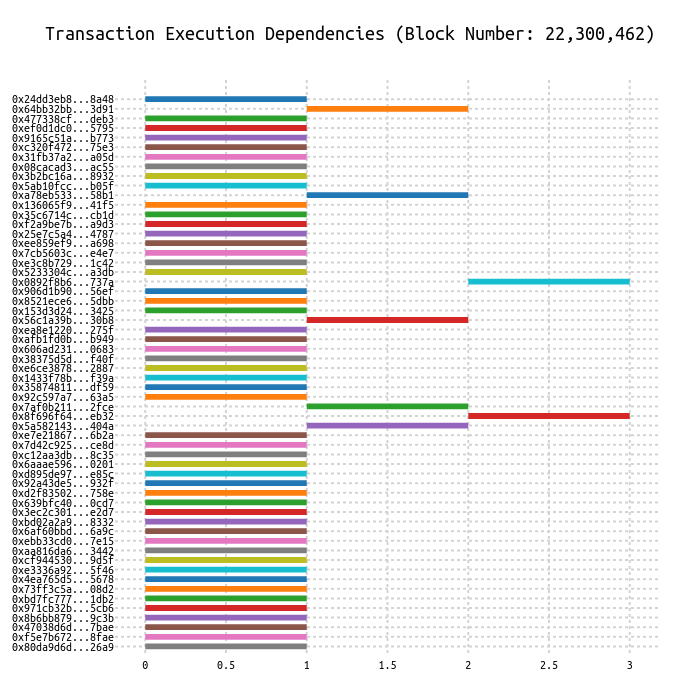 Transaction Execution Dependencies (Block Number: 22,300,462)
0x24dd3eb8...8a48
0x64bb32bb...3d91
0x477338cf...deb3
0xef0d1dc0...5795
0x9165c51a...b773
0xc320f472...75e3
0x31fb37a2...a05d
0x08cacad3...ac55
0x3b2bc16a...8932
0x5ab10fcc...b05f
0xa78eb533...58b1
0x136065f9...41f5
0x35c6714c...cb1d
0xf2a9be7b...a9d3
0x25e7c5a4...4787
0xee859ef9...a698
0x7cb5603c...e4e7
0xe3c8b729...1c42
0x5233304c...a3db
0x0892f8b6...737a
0x906d1b90...56ef
0x8521ece6...5dbb
0x153d3d24...3425
0x56c1a39b...30b8
0xea8e1220...275f
0xafb1fd0b...b949
0x606ad231...0683
0x38375d5d...f40f
0xe6ce3878...2887
0x1433f78b...f39a
0x35874811...df59
0x92c597a7...63a5
0x7af0b211...2fce
0x8f696f64...eb32
0x5a582143...404a
0xe7e21867...6b2a
0x7d42c925...ce8d
0xc12aa3db...8c35
0x6aaae596...0201
0xd895de97...e85c
0x92a43de5...932f
0xd2f83502...758e
0x639bfc40...0cd7
0x3ec2c301...e2d7
0xbd02a2a9...8332
0x6af60bbd...6a9c
0xebb33cd0...7e15
0xaa816da6...3442
0xcf944530...9d5f
0xe3336a92...5f46
0x4ea765d5...5678
0x73ff3c5a...08d2
0xbd7fc777...1db2
0x971cb32b...5cb6
0x8b6bb879...9c3b
0x47038d6d...7bae
0xf5e7b672...8fae
0x80da9d6d...26a9
0 0.5 1 1.5 2 2.5 3